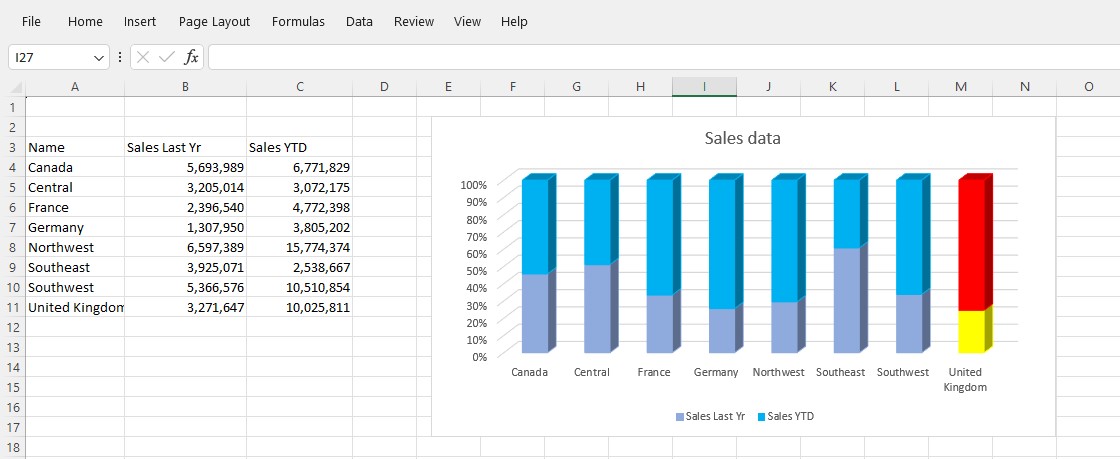 File Home Insert Page Layout Formulas Data Review View Help
I27 fx
A B C D E F G H I J K L M N O
1
2
3 Name Sales Last Yr Sales YTD
4 Canada 5,693,989 6,771,829
5 Central 3,205,014 3,072,175
6 France 2,396,540 4,772,398
7 Germany 1,307,950 3,805,202
8 Northwest 6,597,389 15,774,374
9 Southeast 3,925,071 2,538,667
10 Southwest 5,366,576 10,510,854
11 United Kingdom 3,271,647 10,025,811
12
13
14
15
16
17
18
Sales data
100%
90%
80%
70%
60%
50%
40%
30%
20%
10%
0%
Canada Central France Germany Northwest Southeast Southwest United
Kingdom
Sales Last Yr Sales YTD